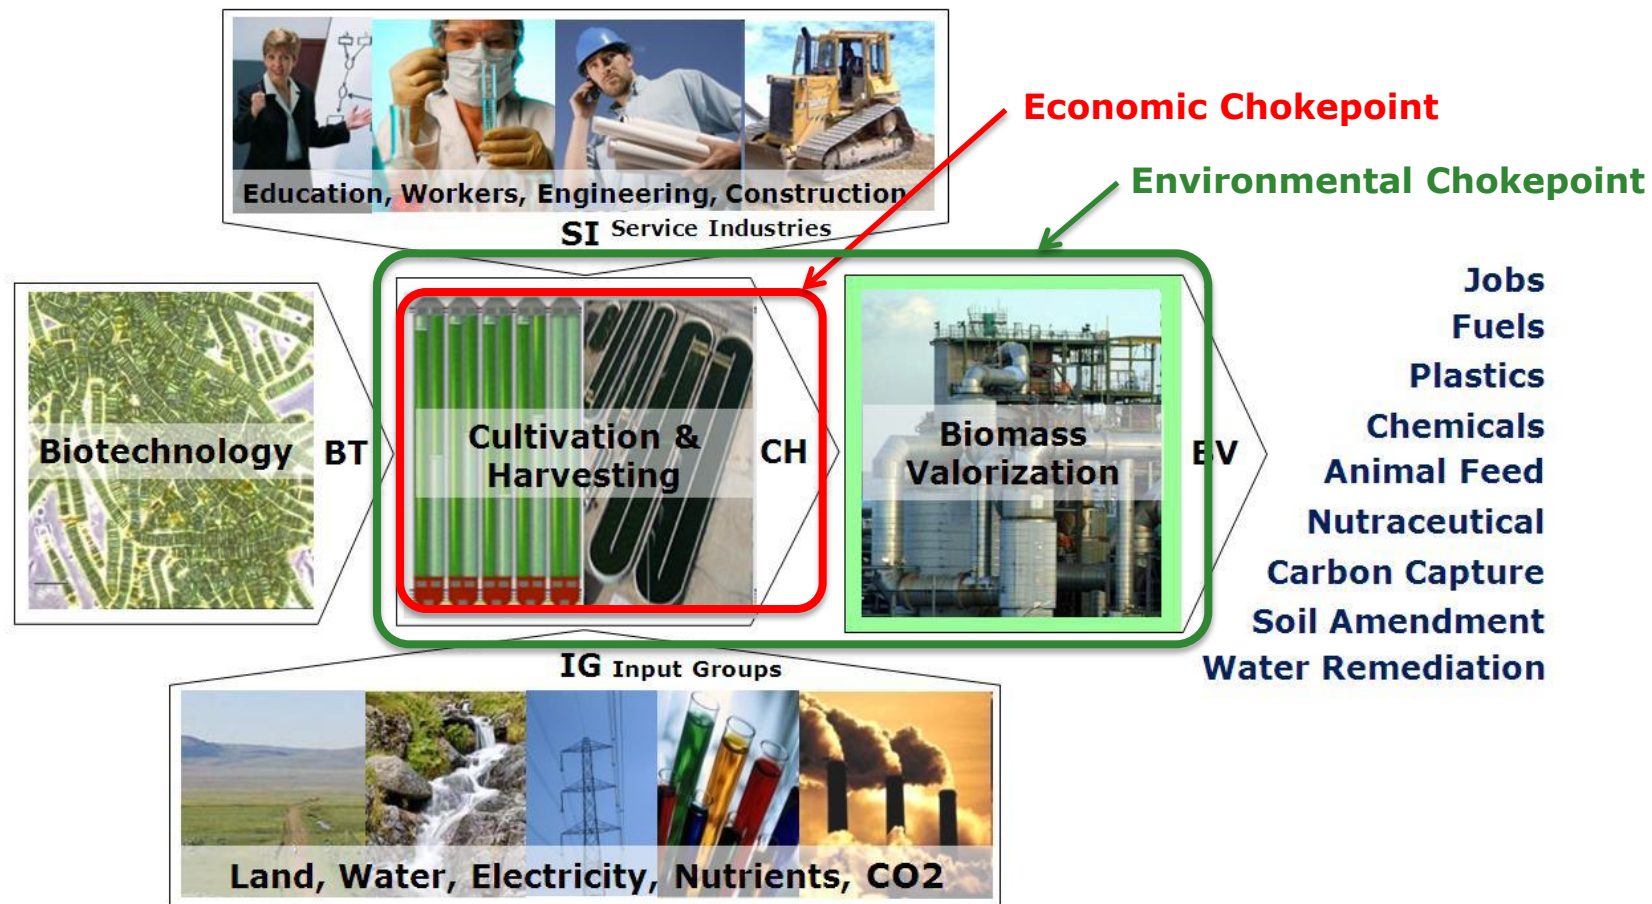 Economic Chokepoint
Environmental Chokepoint
Education, Workers, Engineering, Construction
SI Service Industries
Biotechnology
BT
Cultivation &
Harvesting
CH
Biomass
Valorization
BV
Jobs
Fuels
Plastics
Chemicals
Animal Feed
Nutraceutical
Carbon Capture
Soil Amendment
Water Remediation
IG Input Groups
Land, Water, Electricity, Nutrients, CO2